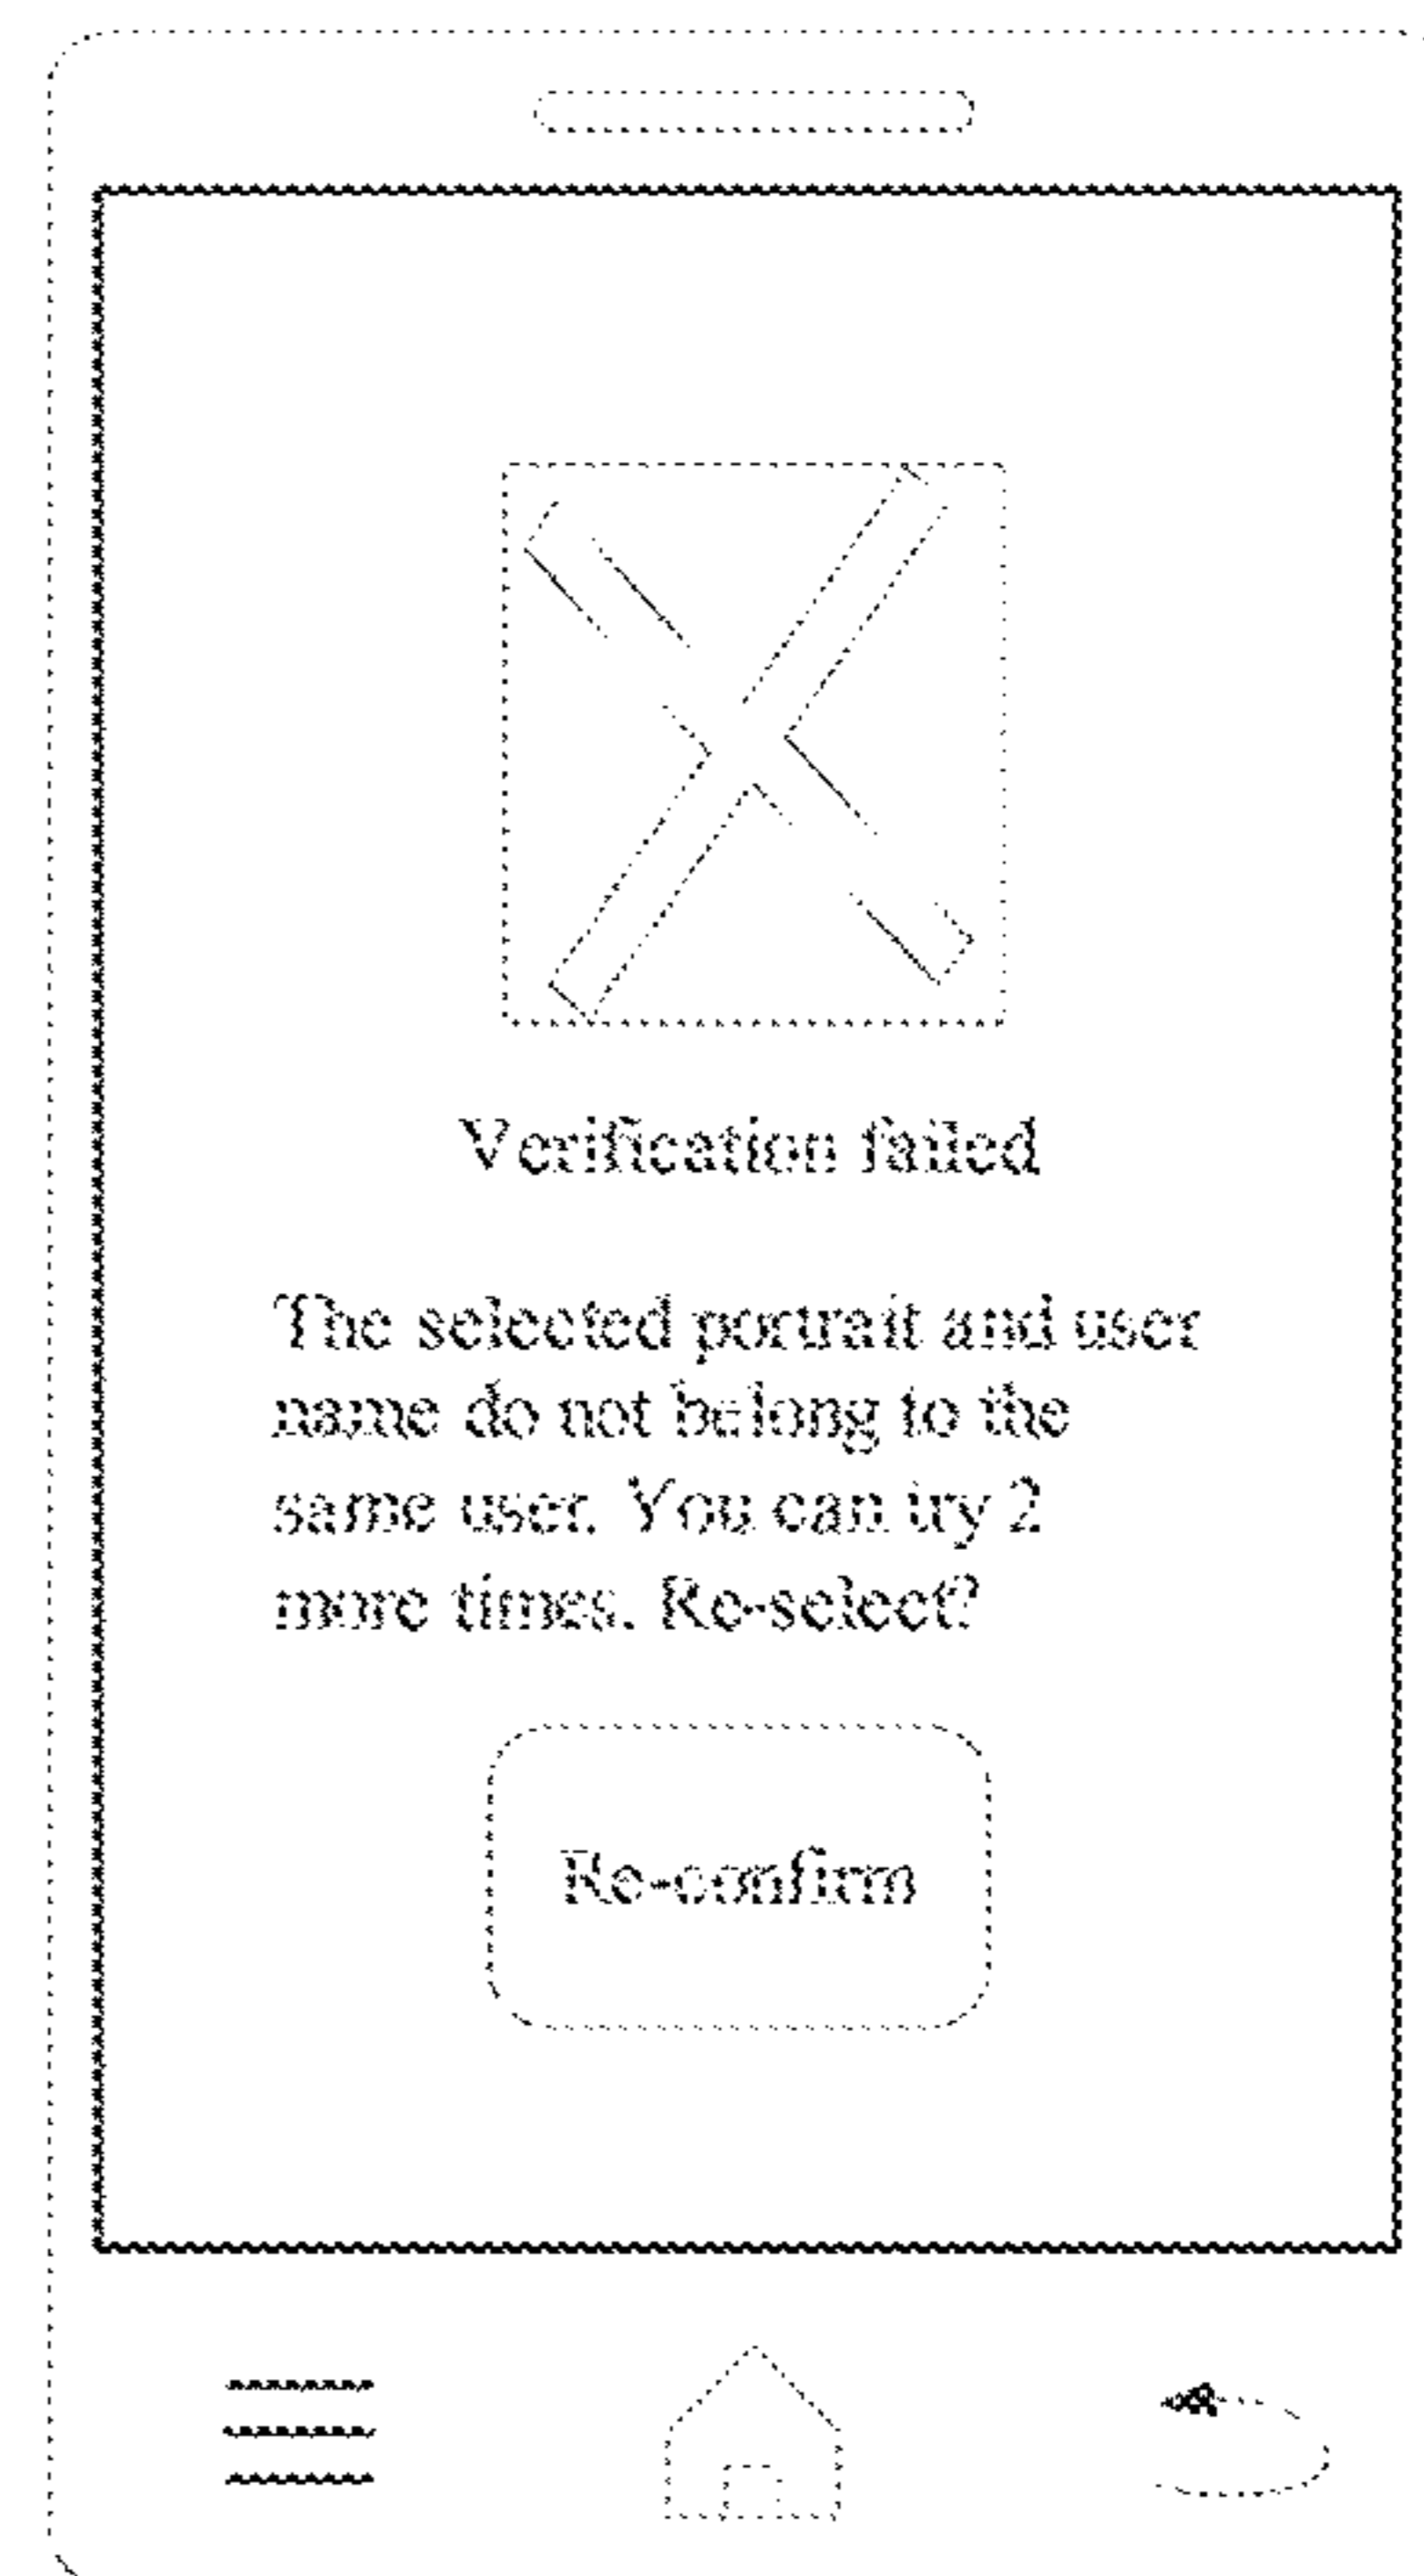 Verification failed
The selected portrait and user
name do not belong to the
same user. You can try 2
more times. Re-select?
Re-confirm